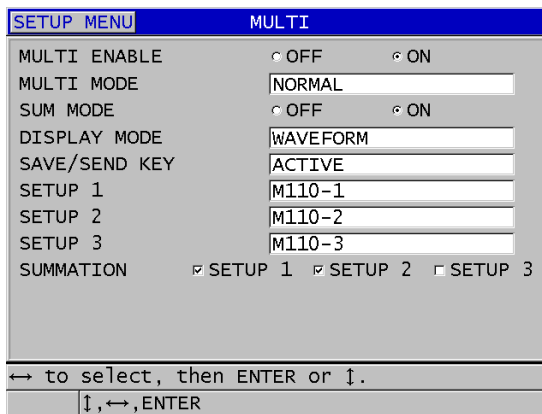 SETUP MENU MULTI
MULTI ENABLE OFF ON
MULTI MODE NORMAL
SUM MODE OFF ON
DISPLAY MODE WAVEFORM
SAVE/SEND KEY ACTIVE
SETUP 1 M110-1
SETUP 2 M110-2
SETUP 3 M110-3
SUMMATION SETUP 1 SETUP 2 SETUP 3
↔ to select, then ENTER or ↕.
↕,↔,ENTER